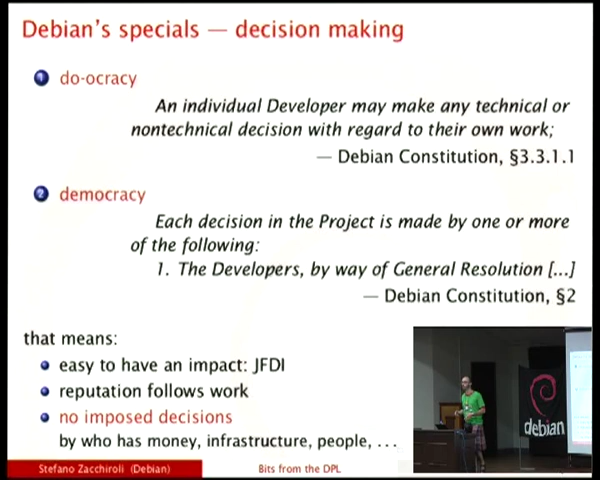 Debian's specials — decision making
1 do-ocracy
An individual Developer may make any technical or
nontechnical decision with regard to their own work;
— Debian Constitution, §3.3.1.1
2 democracy
Each decision in the Project is made by one or more
of the following:
1. The Developers, by way of General Resolution [...]
— Debian Constitution, §2
that means:
easy to have an impact: JFDI
reputation follows work
no imposed decisions
by who has money, infrastructure, people, ...
debian
Stefano Zacchiroli (Debian)
Bits from the DPL